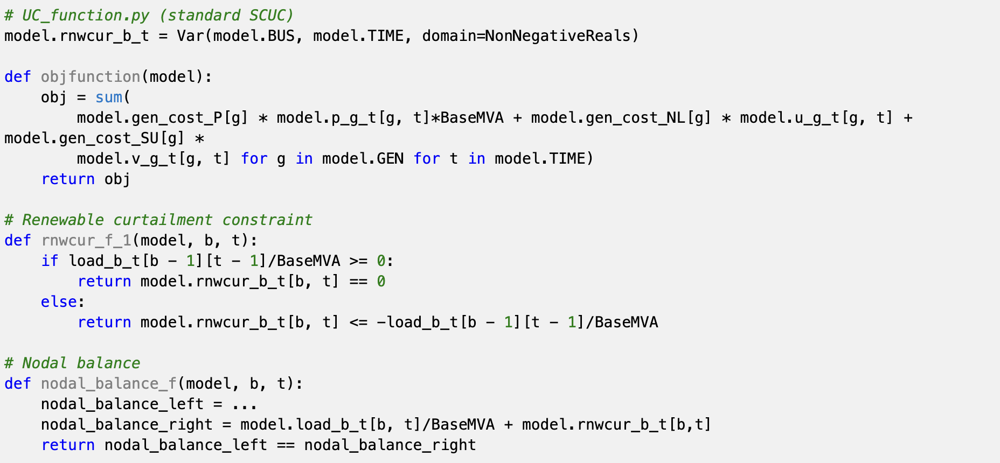 # UC_function.py (standard SCUC)
model.rnwcur_b_t = Var(model.BUS, model.TIME, domain=NonNegativeReals)

def objfunction(model):
    obj = sum(
        model.gen_cost_P[g] * model.p_g_t[g, t]*BaseMVA + model.gen_cost_NL[g] * model.u_g_t[g, t] +
model.gen_cost_SU[g] *
        model.v_g_t[g, t] for g in model.GEN for t in model.TIME)
    return obj

# Renewable curtailment constraint
def rnwcur_f_1(model, b, t):
    if load_b_t[b - 1][t - 1]/BaseMVA >= 0:
        return model.rnwcur_b_t[b, t] == 0
    else:
        return model.rnwcur_b_t[b, t] <= -load_b_t[b - 1][t - 1]/BaseMVA

# Nodal balance
def nodal_balance_f(model, b, t):
    nodal_balance_left = ...
    nodal_balance_right = model.load_b_t[b, t]/BaseMVA + model.rnwcur_b_t[b,t]
    return nodal_balance_left == nodal_balance_right